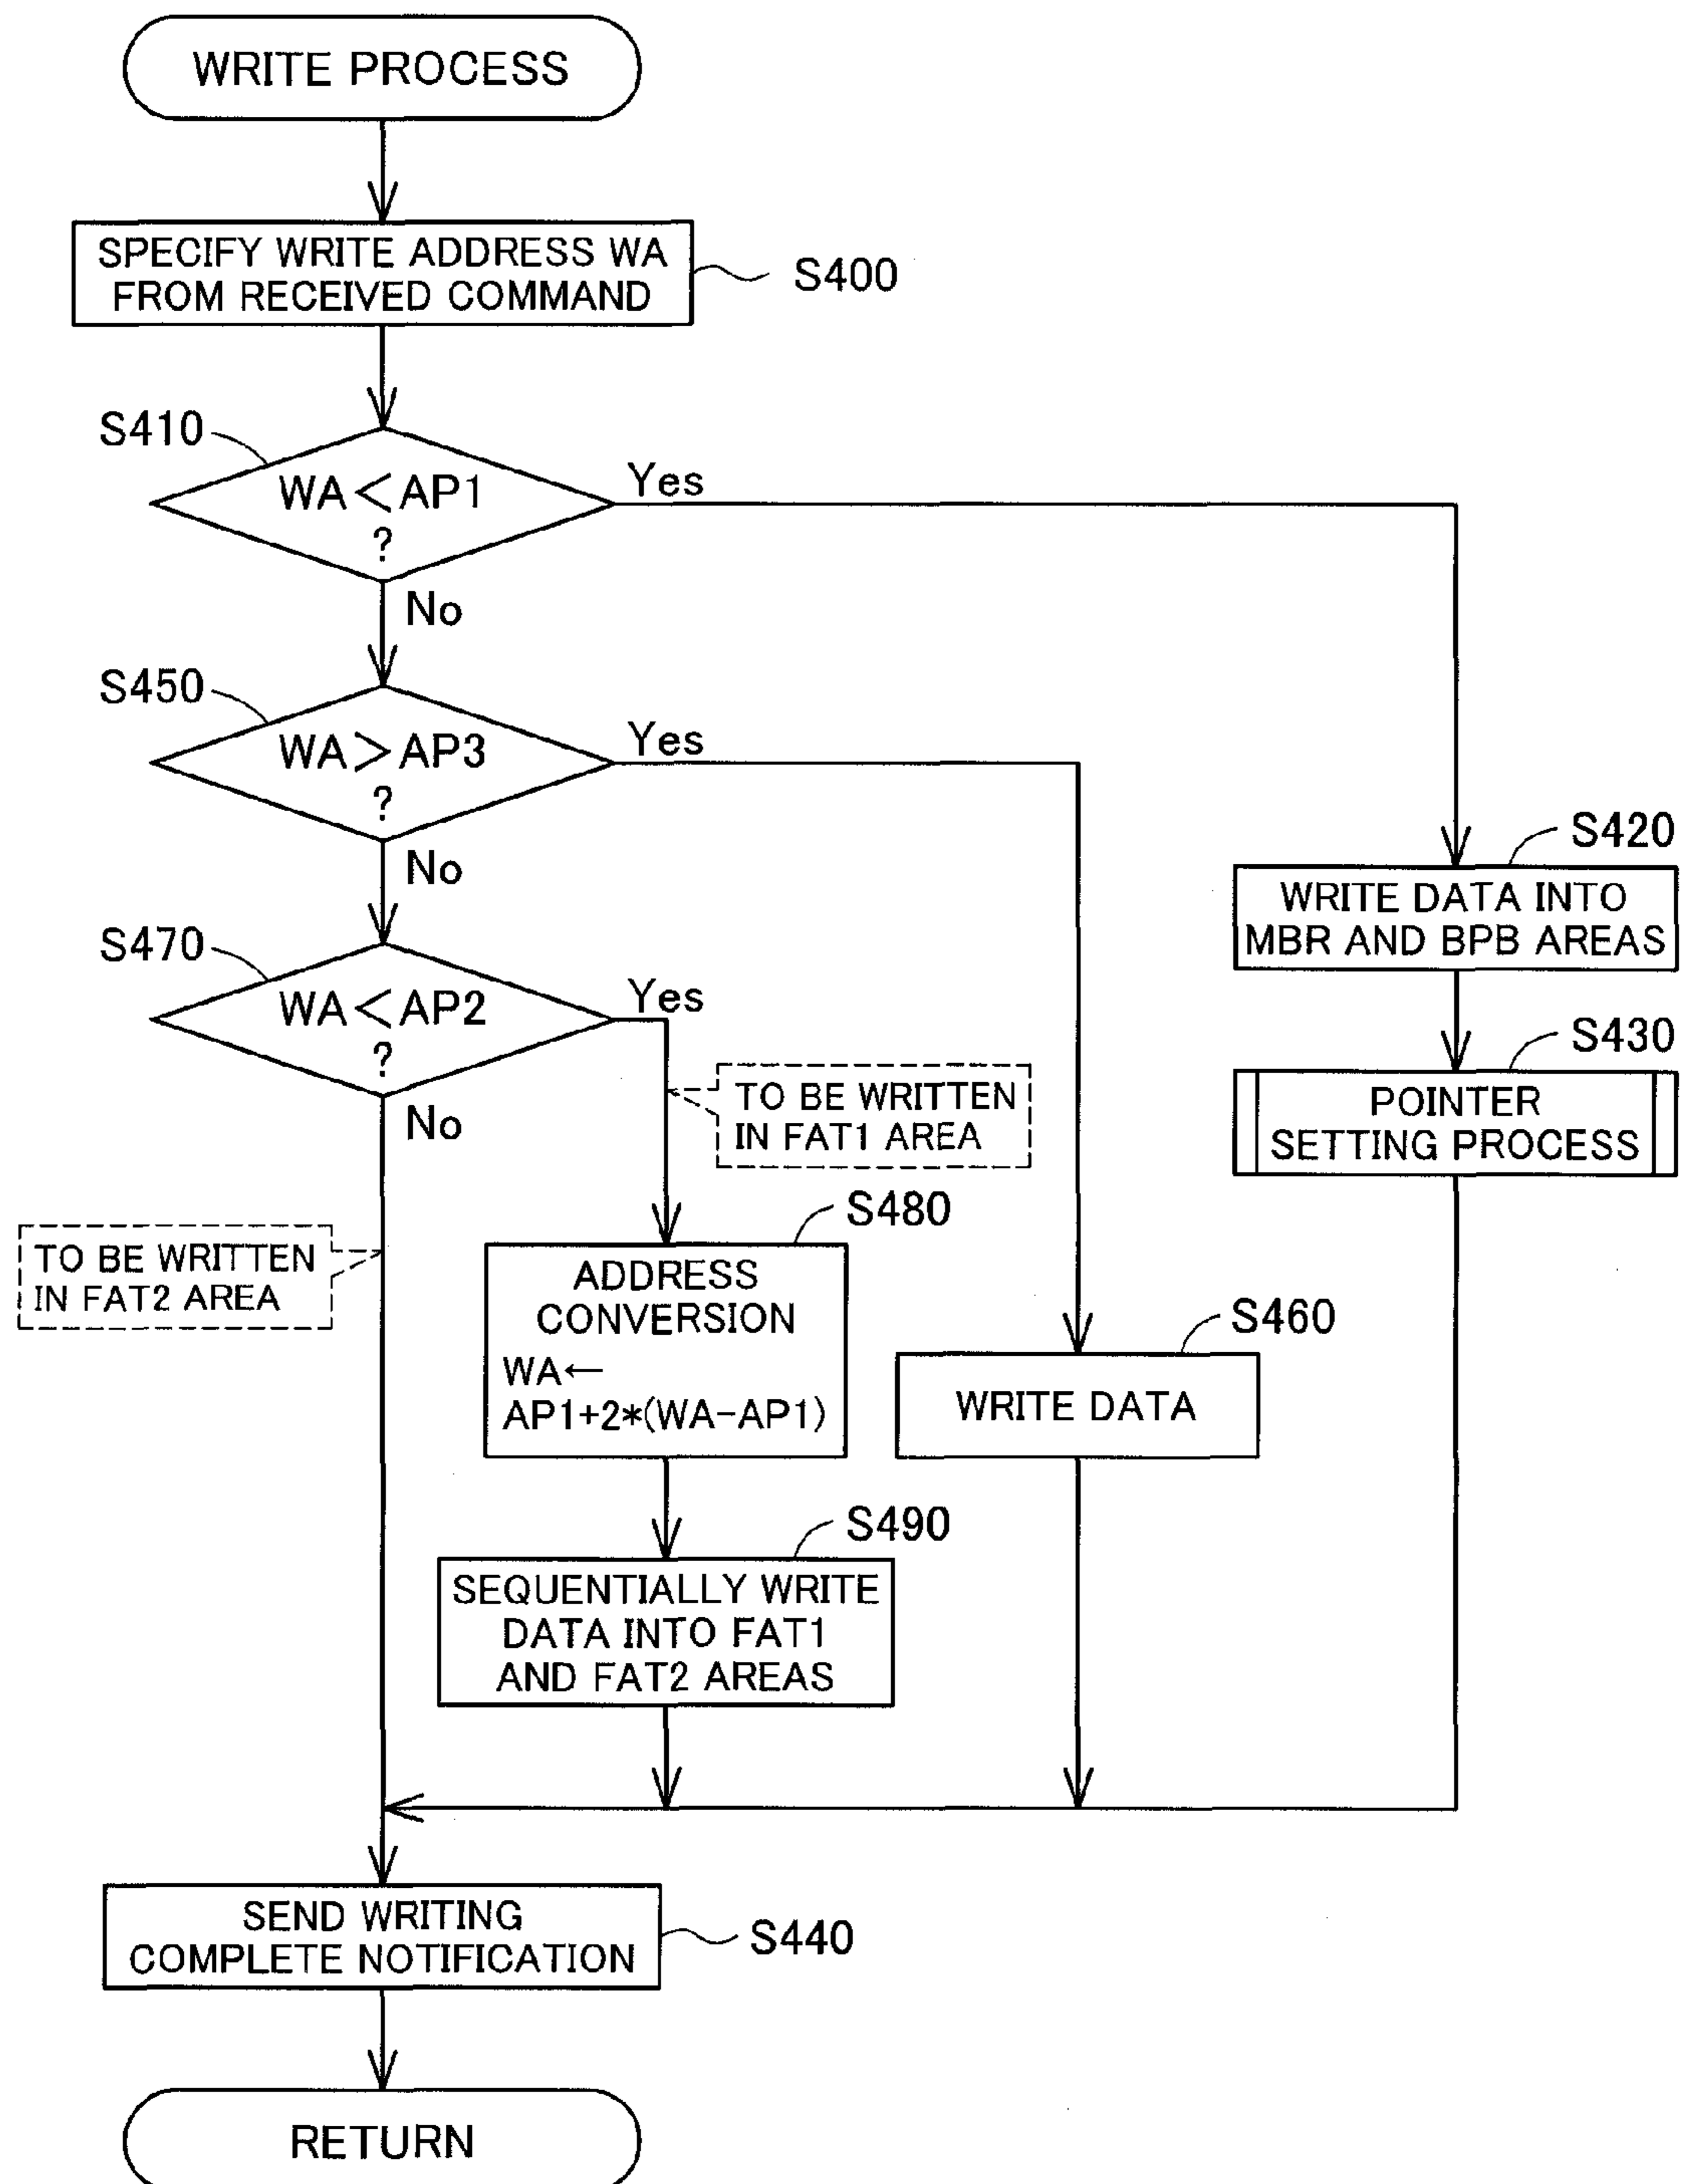 WRITE PROCESS
SPECIFY WRITE ADDRESS WA
FROM RECEIVED COMMAND
S400
S410
WA<AP1
?
Yes
No
S450
WA>AP3
?
Yes
No
S420
WRITE DATA INTO
MBR AND BPB AREAS
S470
WA<AP2
?
Yes
No
S430
POINTER
SETTING PROCESS
TO BE WRITTEN
IN FAT1 AREA
TO BE WRITTEN
IN FAT2 AREA
S480
ADDRESS
CONVERSION
WA←
AP1+2*(WA-AP1)
S460
WRITE DATA
S490
SEQUENTIALLY WRITE
DATA INTO FAT1
AND FAT2 AREAS
SEND WRITING
COMPLETE NOTIFICATION
S440
RETURN